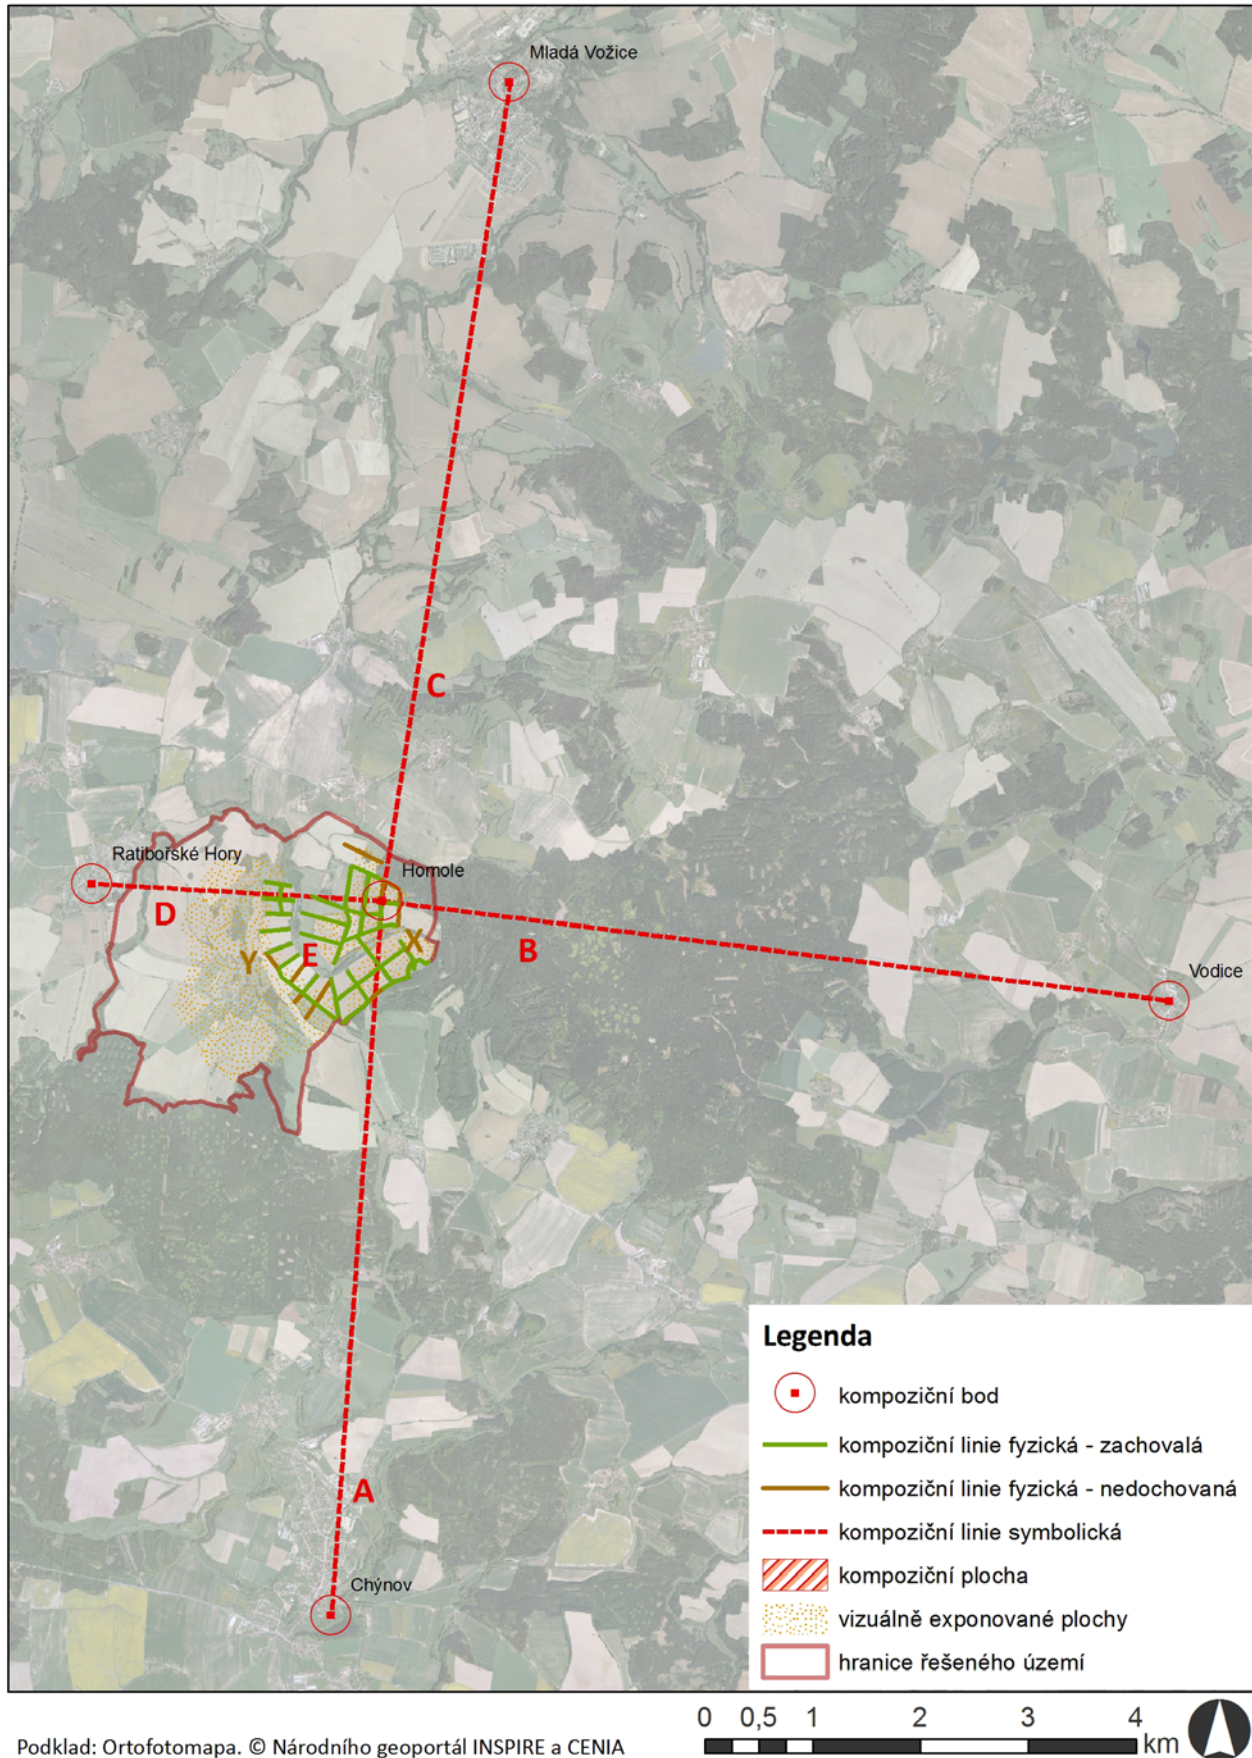 Mladá Vožice
C
Ratibořské Hory
Homole
D
B
E
X
Y
Vodice
A
Chýnov
Legenda
kompoziční bod
kompoziční linie fyzická - zachovalá
kompoziční linie fyzická - nedochovaná
kompoziční linie symbolická
kompoziční plocha
vizuálně exponované plochy
hranice řešeného území
0 0,5 1 2 3 4
km
Podklad: Ortofotomapa. © Národního geoportál INSPIRE a CENIA